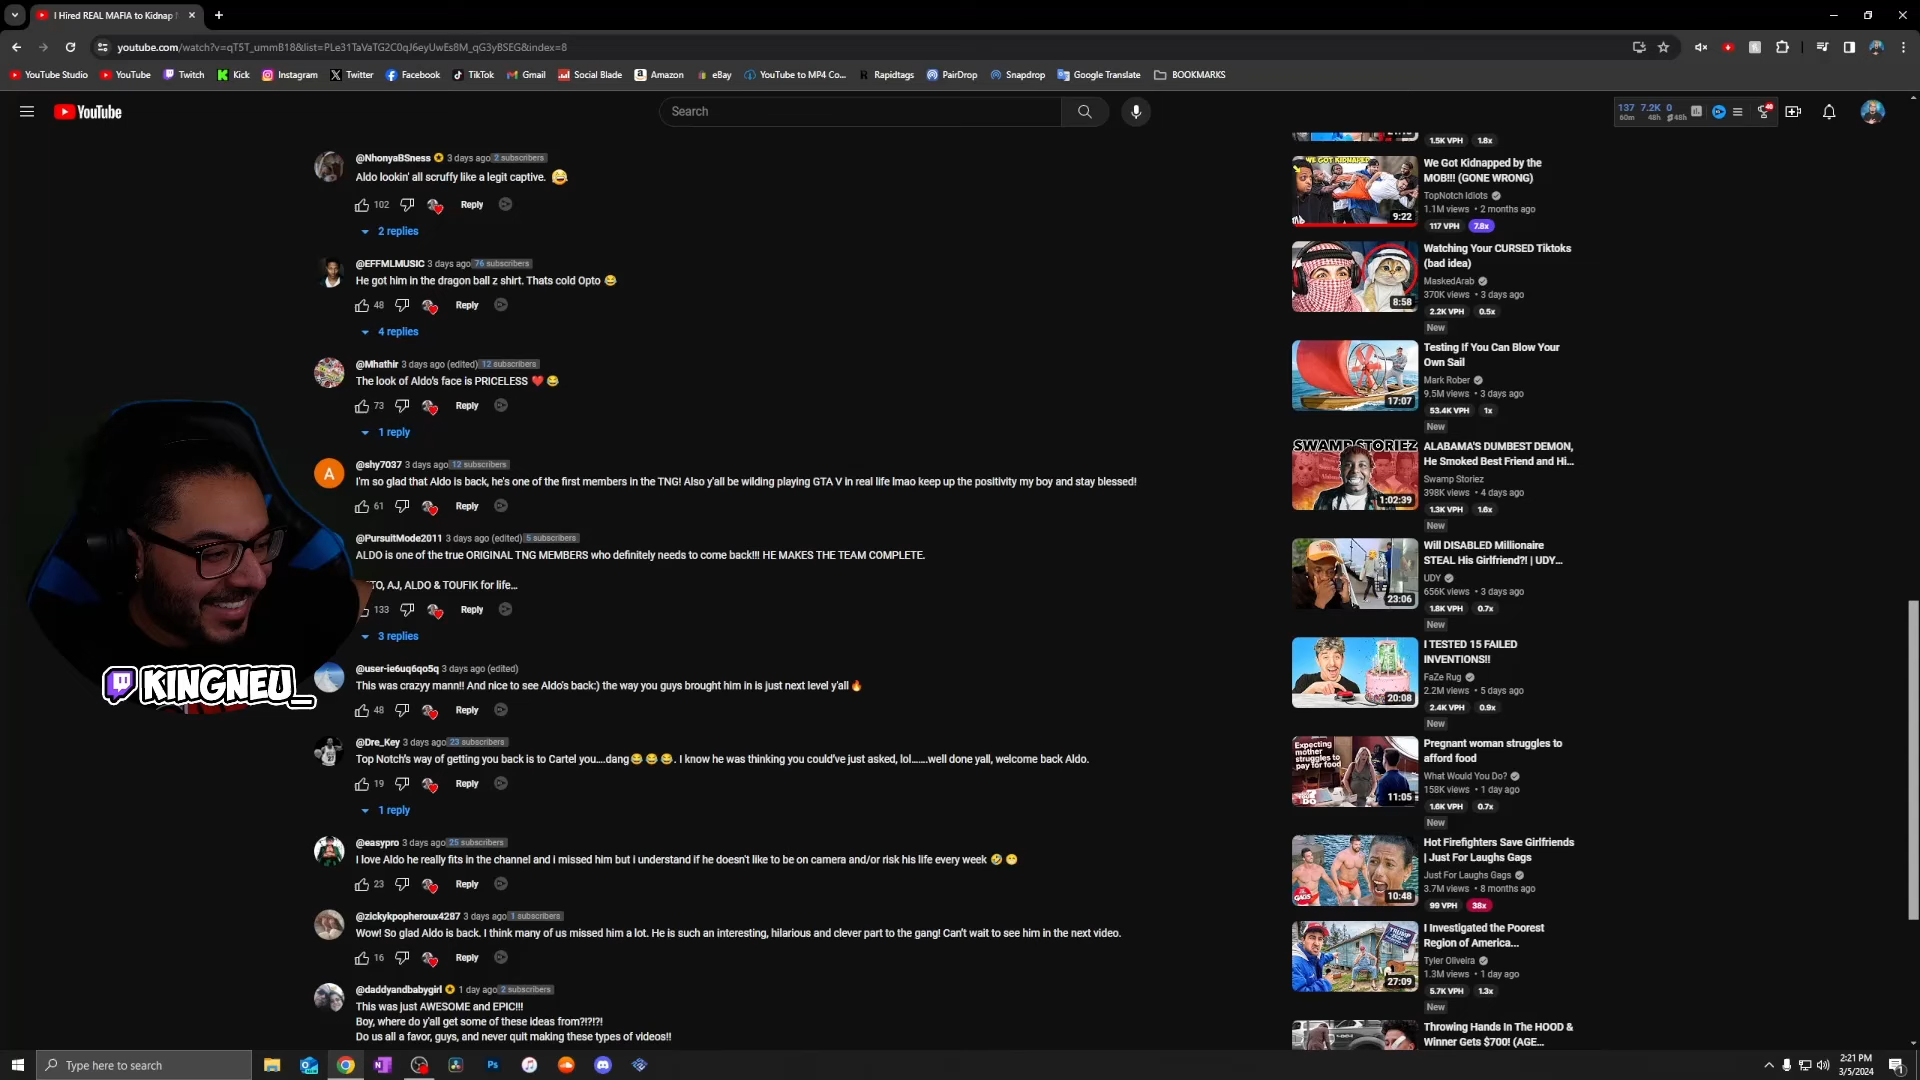 I Hired REAL MAFIA to Kidnap
youtube.com/watch?v=qT5T_ummB18&list=PLe31TaVaTG2C0qJ6eyUwEs8M_qG3yBSEG&index=8
YouTube Studio YouTube Twitch Kick Instagram Twitter Facebook TikTok Gmail Social Blade Amazon eBay YouTube to MP4 Co... Rapidtags PairDrop Snapdrop Google Translate BOOKMARKS
YouTube
Search
137 7.2K 0
60m 48h 48h
@NhonyaBSness 3 days ago 2 subscribers
Aldo lookin' all scruffy like a legit captive. 😂
102 Reply
2 replies
@EFFMLMUSIC 3 days ago 76 subscribers
He got him in the dragon ball z shirt. Thats cold Opto 😂
48 Reply
4 replies
@Mhathir 3 days ago (edited) 12 subscribers
The look of Aldo's face is PRICELESS ❤️ 😂
73 Reply
1 reply
A
@shy7037 3 days ago 12 subscribers
I'm so glad that Aldo is back, he's one of the first members in the TNG! Also y'all be wilding playing GTA V in real life lmao keep up the positivity my boy and stay blessed!
61 Reply
@PursuitMode2011 3 days ago (edited) 5 subscribers
ALDO is one of the true ORIGINAL TNG MEMBERS who definitely needs to come back!!! HE MAKES THE TEAM COMPLETE.
TO, AJ, ALDO & TOUFIK for life...
133 Reply
3 replies
KINGNEU_
@user-ie6uq6qo5q 3 days ago (edited)
This was crazyy mann!! And nice to see Aldo's back:) the way you guys brought him in is just next level y'all 🔥
48 Reply
@Dre_Key 3 days ago 23 subscribers
Top Notch's way of getting you back is to Cartel you....dang😂 😂 😂. I know he was thinking you could've just asked, lol.......well done yall, welcome back Aldo.
19 Reply
1 reply
@easypro 3 days ago 25 subscribers
I love Aldo he really fits in the channel and i missed him but i understand if he doesn't like to be on camera and/or risk his life every week 🤣 😁
23 Reply
@zickykpopheroux4287 3 days ago 1 subscribers
Wow! So glad Aldo is back. I think many of us missed him a lot. He is such an interesting, hilarious and clever part to the gang! Can't wait to see him in the next video.
16 Reply
@daddyandbabygirl 1 day ago 2 subscribers
This was just AWESOME and EPIC!!!
Boy, where do y'all get some of these ideas from?!?!?!
Do us all a favor, guys, and never quit making these types of videos!!
1.5K VPH 1.8x
WE GOT KIDNAPED
9:22
We Got Kidnapped by the
MOB!!! (GONE WRONG)
TopNotch Idiots
1.1M views • 2 months ago
117 VPH 7.8x
8:58
Watching Your CURSED Tiktoks
(bad idea)
MaskedArab
370K views • 3 days ago
2.2K VPH 0.5x
New
17:07
Testing If You Can Blow Your
Own Sail
Mark Rober
9.5M views • 3 days ago
53.4K VPH 1x
New
SWAMP STORIEZ
1:02:39
ALABAMA'S DUMBEST DEMON,
He Smoked Best Friend and Hi...
Swamp Storiez
398K views • 4 days ago
1.3K VPH 1.6x
New
23:06
Will DISABLED Millionaire
STEAL His Girlfriend?! | UDY...
UDY
656K views • 3 days ago
1.8K VPH 0.7x
New
20:08
I TESTED 15 FAILED
INVENTIONS!!
FaZe Rug
2.2M views • 5 days ago
2.4K VPH 0.9x
New
Expecting
mother
struggles to
pay for food
11:05
Pregnant woman struggles to
afford food
What Would You Do?
158K views • 1 day ago
1.6K VPH 0.7x
New
GAGS
10:48
Hot Firefighters Save Girlfriends
| Just For Laughs Gags
Just For Laughs Gags
3.7M views • 8 months ago
99 VPH 38x
TRUMP
27:09
I Investigated the Poorest
Region of America...
Tyler Oliveira
1.3M views • 1 day ago
5.7K VPH 1.3x
New
Throwing Hands In The HOOD &
Winner Gets $700! (AGE...
Type here to search
2:21 PM
3/5/2024